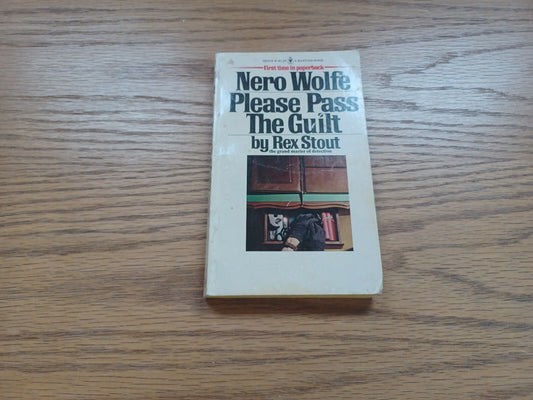 First time in paperback
Nero Wolfe
Please Pass
The Guilt
by Rex Stout
the grand master of detection